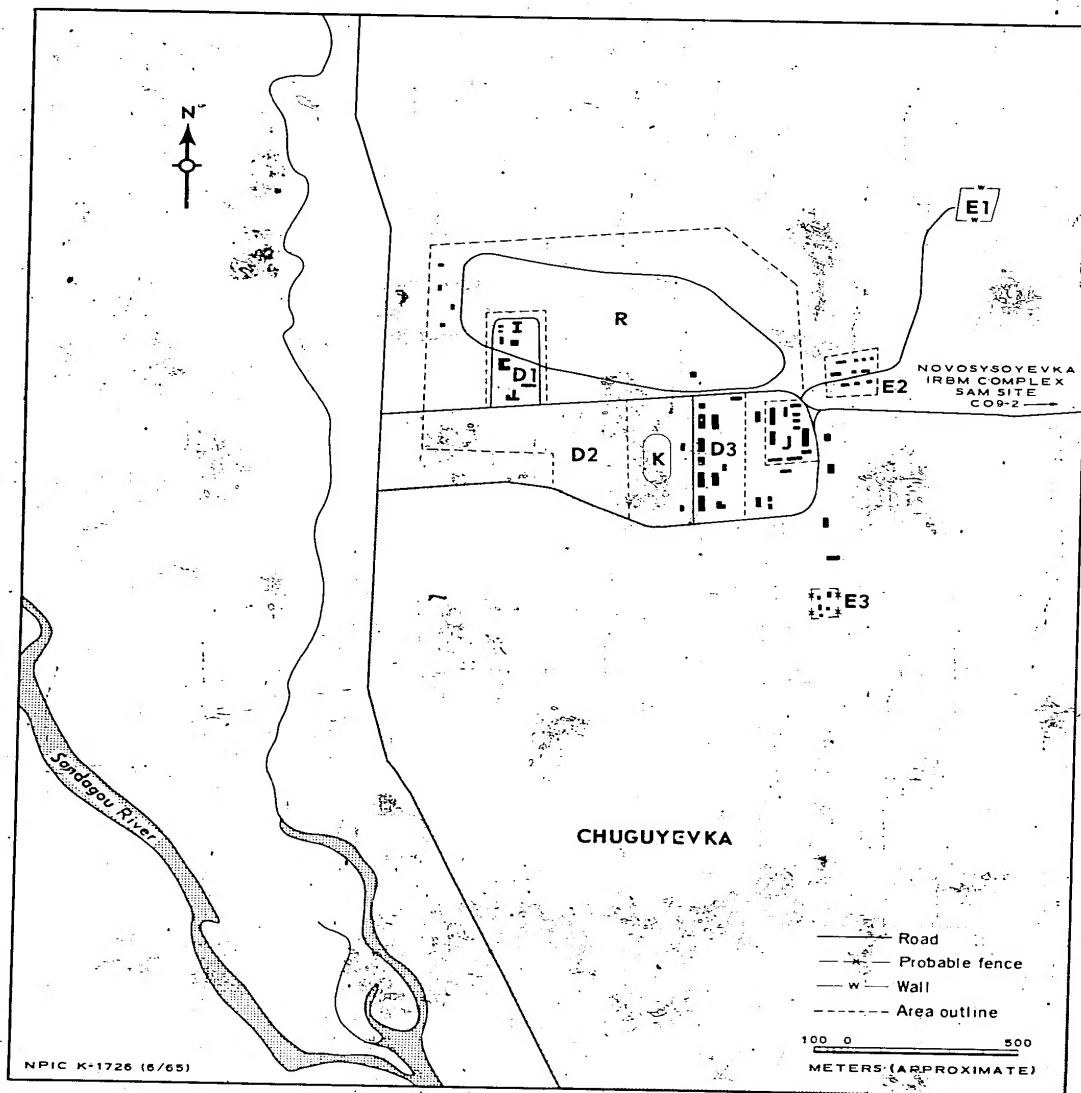 N
W
E1
W
R
NOVOSYSOYEVKA
IRBM COMPLEX
SAM SITE
C09-2
D1
E2
D2
K
D3
J
E3
Sandagou River
CHUGUYEVKA
Road
x Probable fence
w Wall
Area outline
100 0 500
METERS (APPROXIMATE)
NPIC K-1726 (6/65)